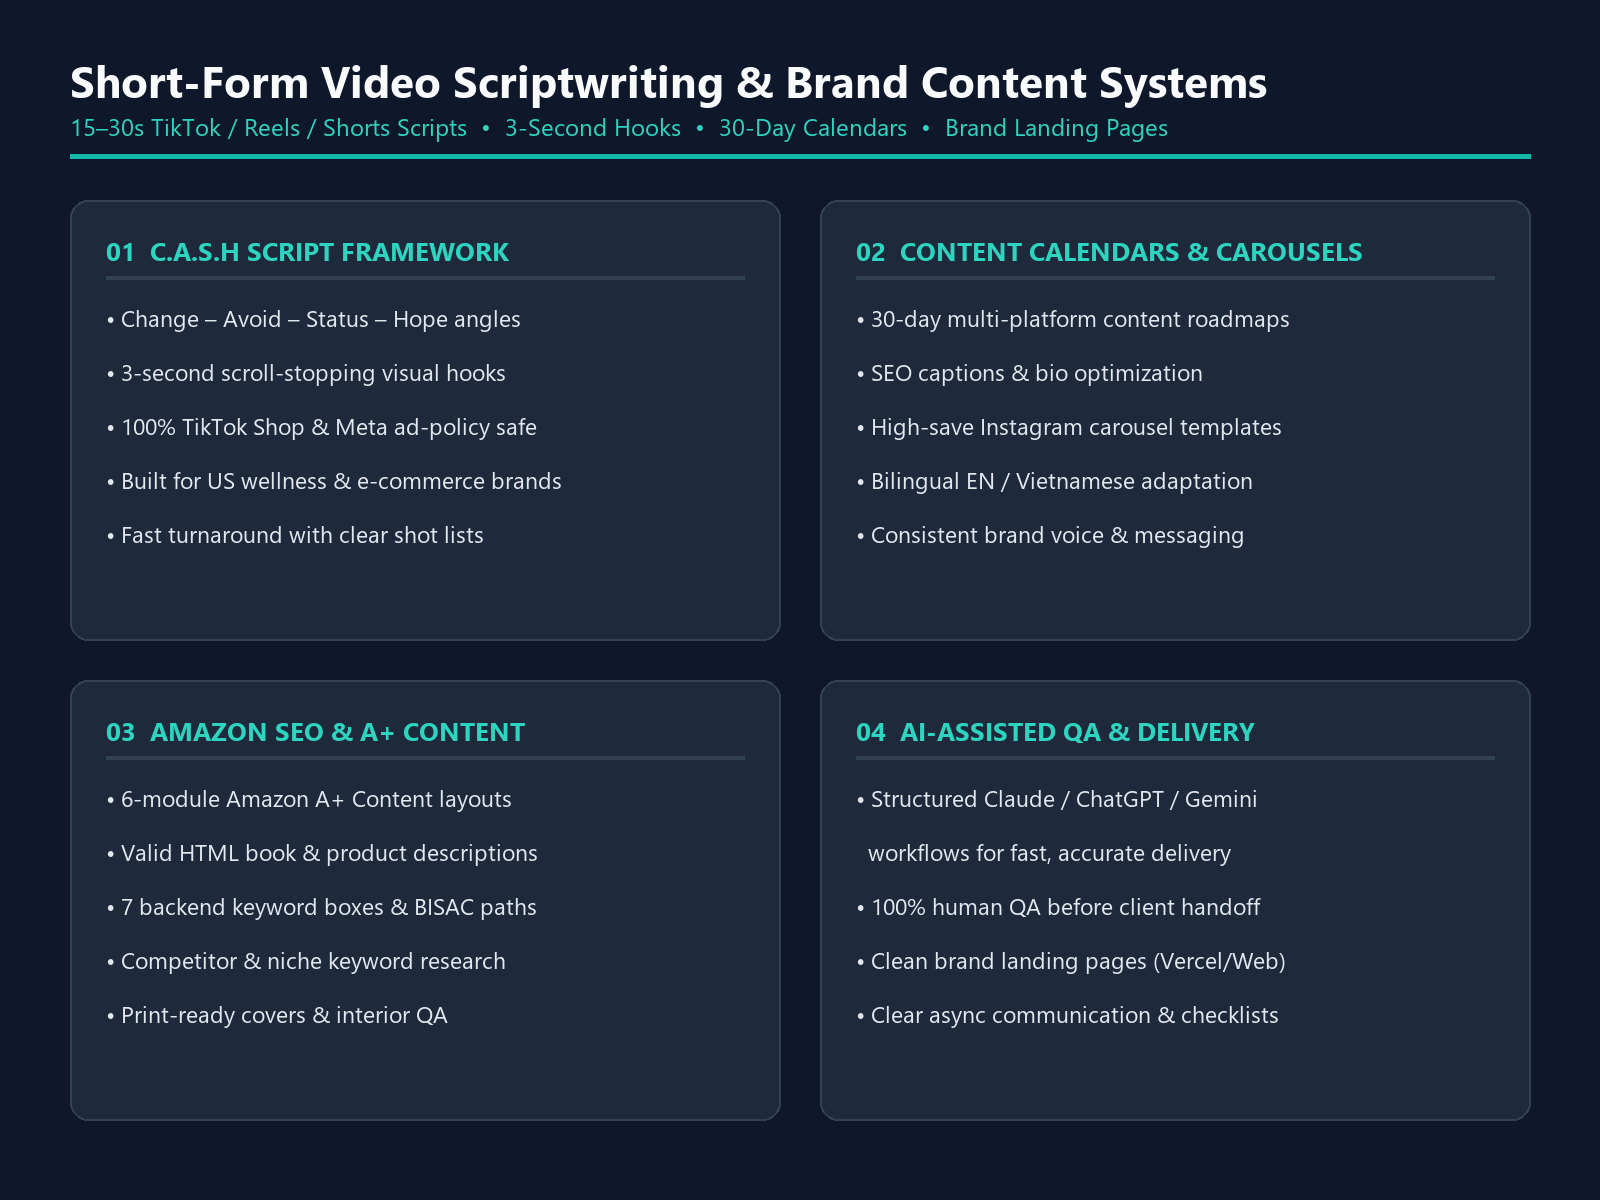 Short-Form Video Scriptwriting & Brand Content Systems
15–30s TikTok / Reels / Shorts Scripts • 3-Second Hooks • 30-Day Calendars • Brand Landing Pages
01 C.A.S.H SCRIPT FRAMEWORK
• Change – Avoid – Status – Hope angles
• 3-second scroll-stopping visual hooks
• 100% TikTok Shop & Meta ad-policy safe
• Built for US wellness & e-commerce brands
• Fast turnaround with clear shot lists
02 CONTENT CALENDARS & CAROUSELS
• 30-day multi-platform content roadmaps
• SEO captions & bio optimization
• High-save Instagram carousel templates
• Bilingual EN / Vietnamese adaptation
• Consistent brand voice & messaging
03 AMAZON SEO & A+ CONTENT
• 6-module Amazon A+ Content layouts
• Valid HTML book & product descriptions
• 7 backend keyword boxes & BISAC paths
• Competitor & niche keyword research
• Print-ready covers & interior QA
04 AI-ASSISTED QA & DELIVERY
• Structured Claude / ChatGPT / Gemini
workflows for fast, accurate delivery
• 100% human QA before client handoff
• Clean brand landing pages (Vercel/Web)
• Clear async communication & checklists